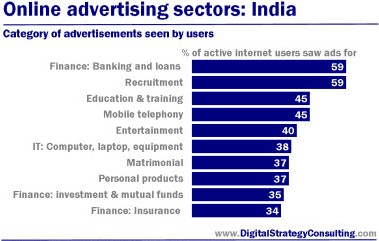 Online advertising sectors: India
Category of advertisements seen by users
% of active internet users saw ads for
Finance: Banking and loans 59
Recruitment 59
Education & training 45
Mobile telephony 45
Entertainment 40
IT: Computer, laptop, equipment 38
Matrimonial 37
Personal products 37
Finance: investment & mutual funds 35
Finance: Insurance 34
www.DigitalStrategyConsulting.com